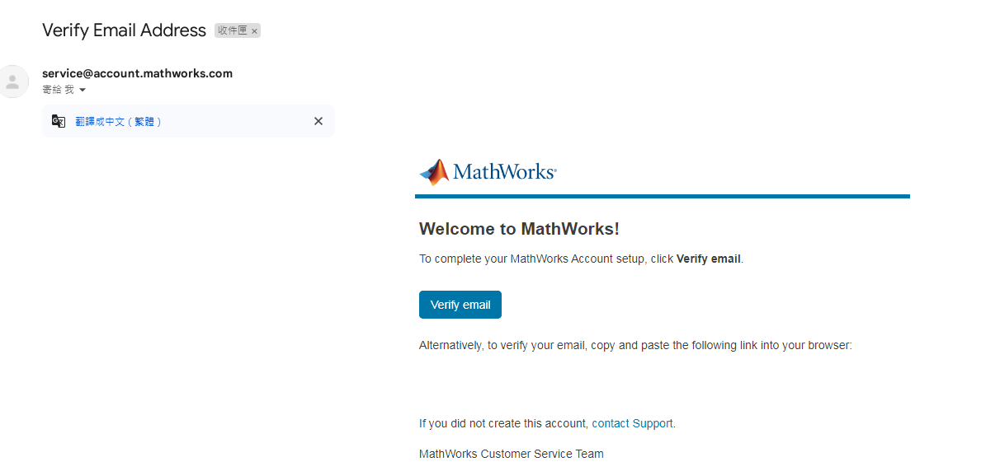 Verify Email Address 收件匣 ×
service@account.mathworks.com
寄給 我
翻譯成中文（繁體）
MathWorks®
Welcome to MathWorks!
To complete your MathWorks Account setup, click Verify email.
Verify email
Alternatively, to verify your email, copy and paste the following link into your browser:
If you did not create this account, contact Support.
MathWorks Customer Service Team